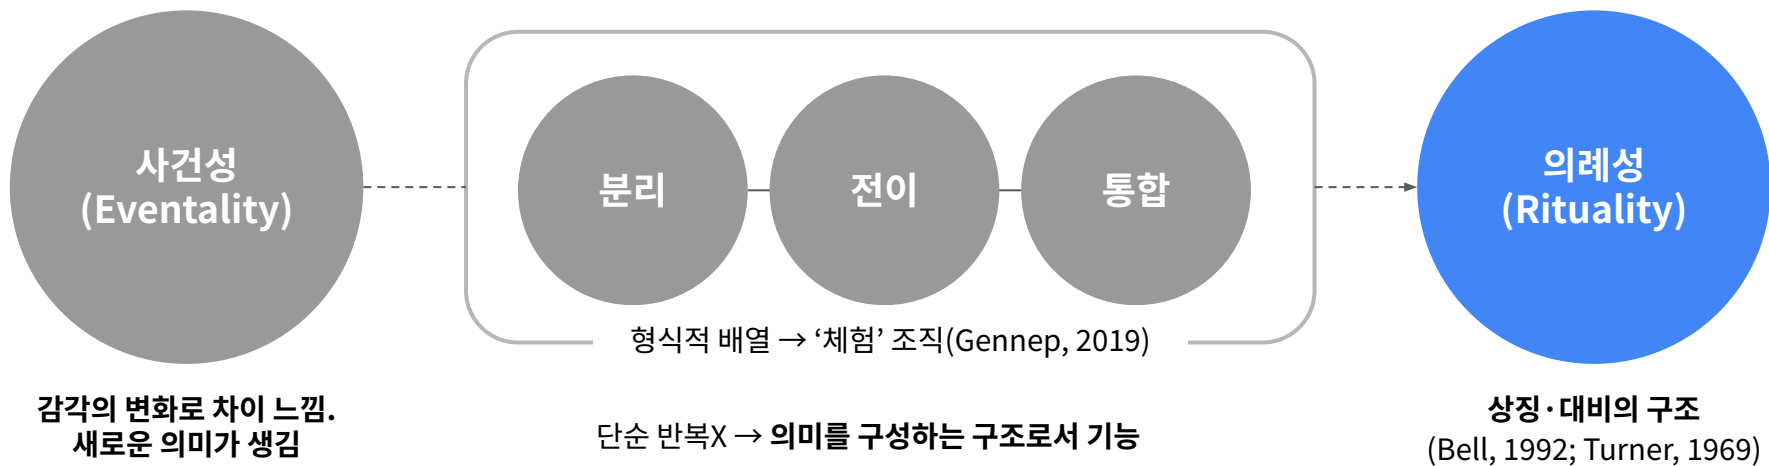 사건성
(Eventality)
감각의 변화로 차이 느낌.
새로운 의미가 생김
분리
전이
통합
형식적 배열 → ‘체험’ 조직(Gennep, 2019)
단순 반복X → 의미를 구성하는 구조로서 기능
의례성
(Rituality)
상징·대비의 구조
(Bell, 1992; Turner, 1969)